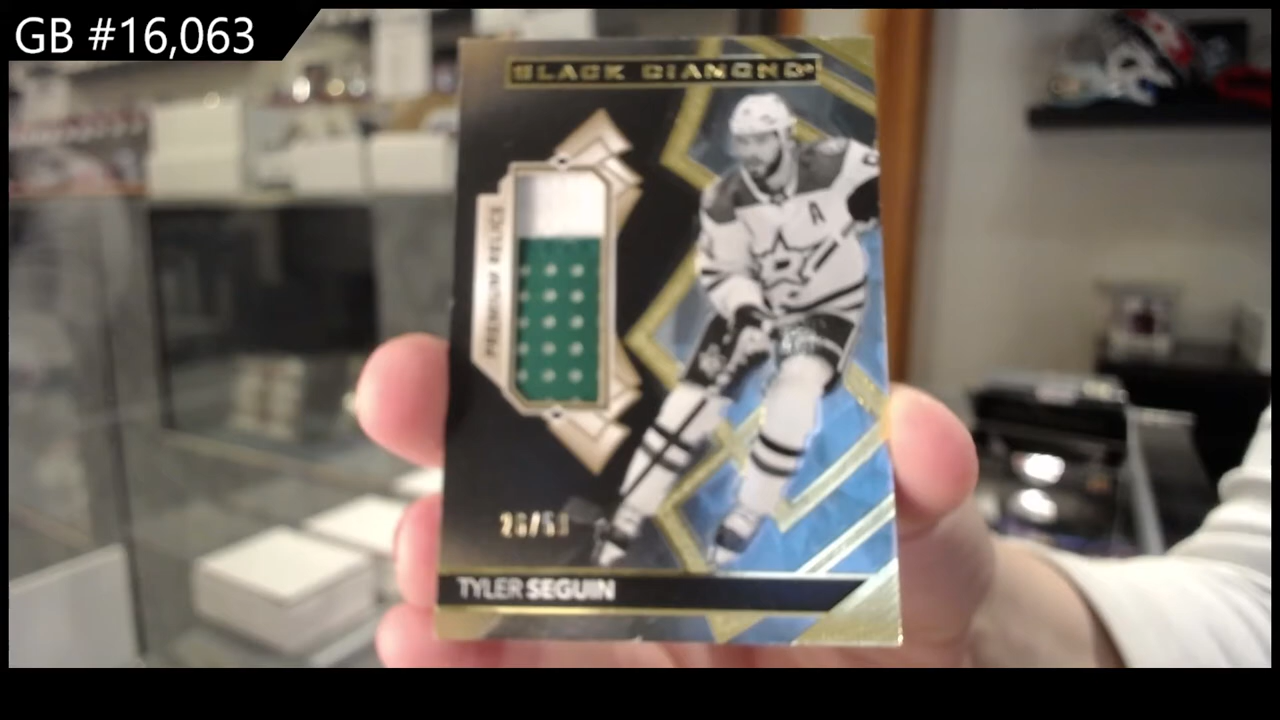 GB #16,063
BLACK DIAMOND
PREMIUM RELICS
A
TYLER SEGUIN